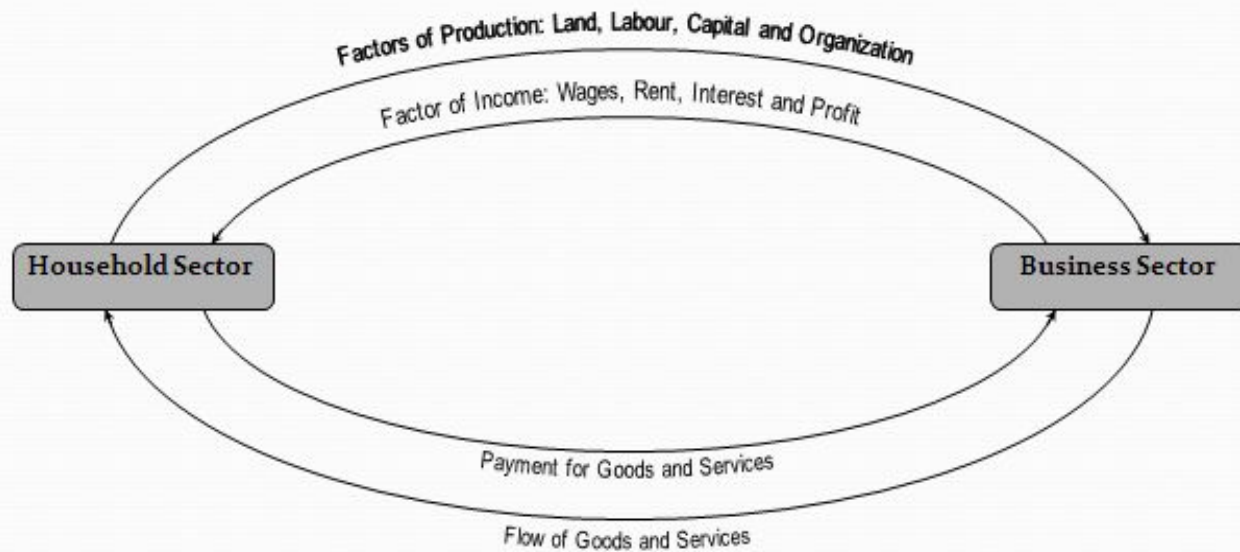 Factors of Production: Land, Labour, Capital and Organization
Factor of Income: Wages, Rent, Interest and Profit
Household Sector
Business Sector
Payment for Goods and Services
Flow of Goods and Services